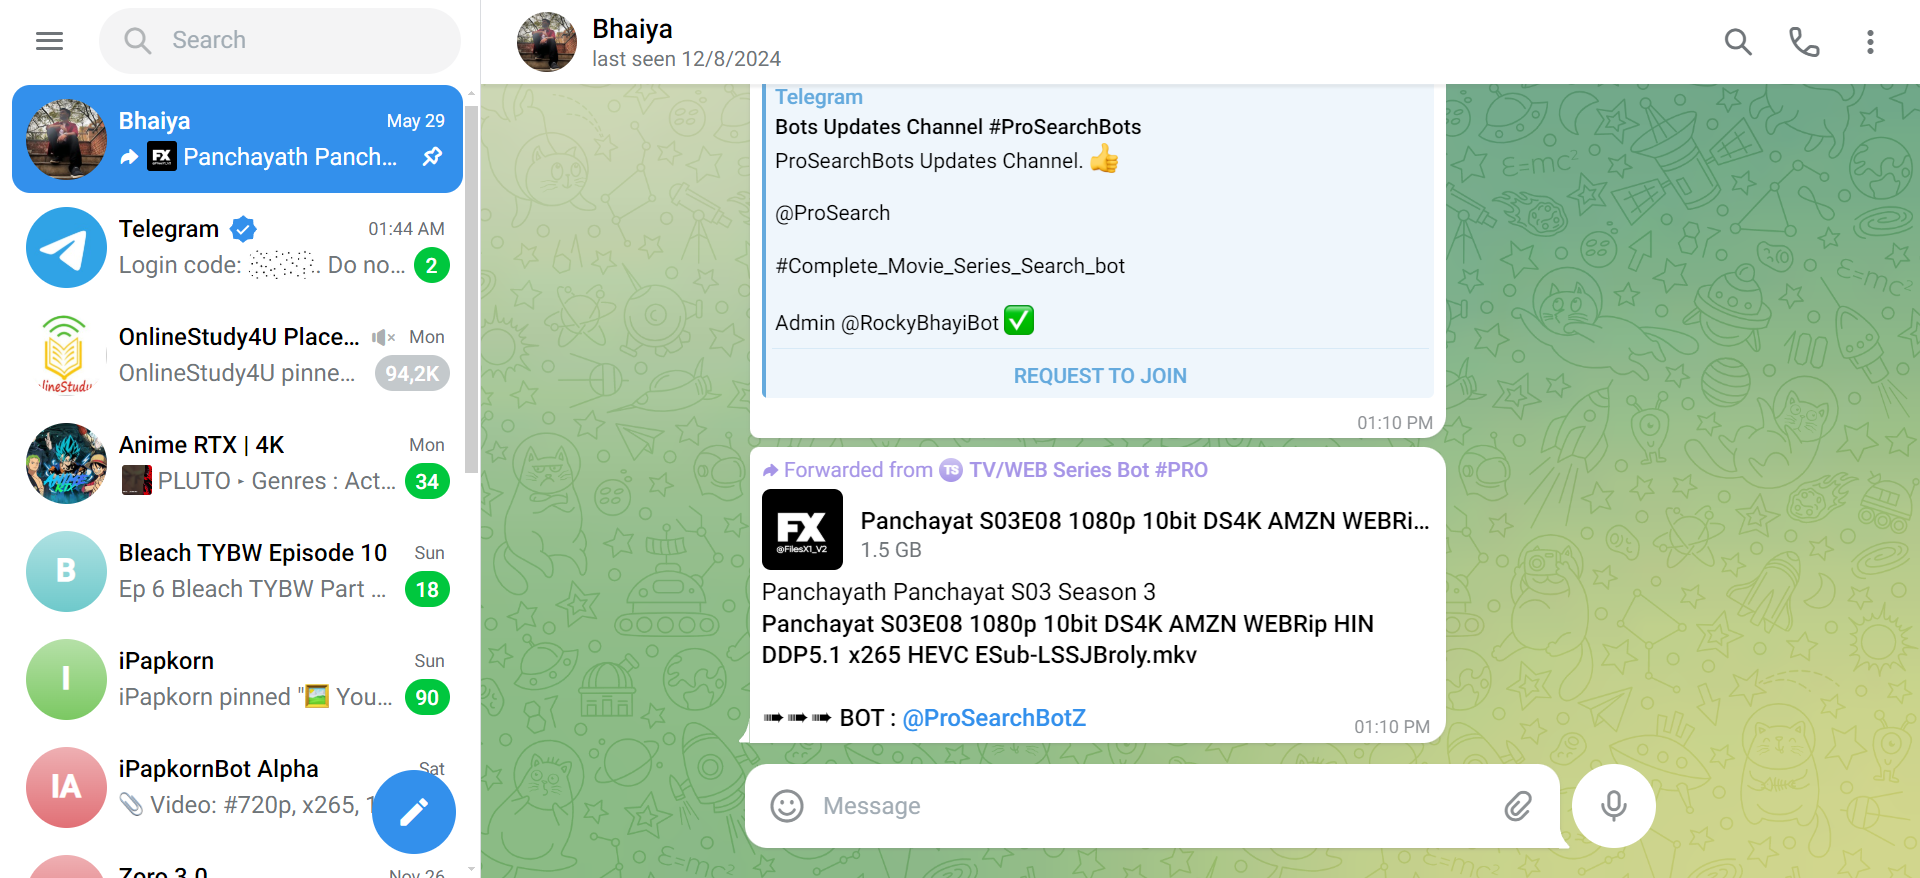 Search
Bhaiya
May 29
FX
Panchayath Panch...
Telegram
01:44 AM
Login code: . Do no...
2
OnlineStudy4U Place...
Mon
OnlineStudy4U pinne...
94,2K
lineStudy
Anime RTX | 4K
Mon
PLUTO ‣ Genres : Act...
34
B
Bleach TYBW Episode 10
Sun
Ep 6 Bleach TYBW Part ...
18
I
iPapkorn
Sun
iPapkorn pinned "🖼️ You...
90
IA
iPapkornBot Alpha
Sat
📎 Video: #720p, x265, 1
Zoro 3.0
Nov 26
Bhaiya
last seen 12/8/2024
Telegram
Bots Updates Channel #ProSearchBots
ProSearchBots Updates Channel. 👍
@ProSearch
#Complete_Movie_Series_Search_bot
Admin @RockyBhayiBot ✅
REQUEST TO JOIN
01:10 PM
Forwarded from TS TV/WEB Series Bot #PRO
FX
@FilesX1_V2
Panchayat S03E08 1080p 10bit DS4K AMZN WEBRi...
1.5 GB
Panchayath Panchayat S03 Season 3
Panchayat S03E08 1080p 10bit DS4K AMZN WEBRip HIN
DDP5.1 x265 HEVC ESub-LSSJBroly.mkv
➠➠➠ BOT : @ProSearchBotZ
01:10 PM
Message